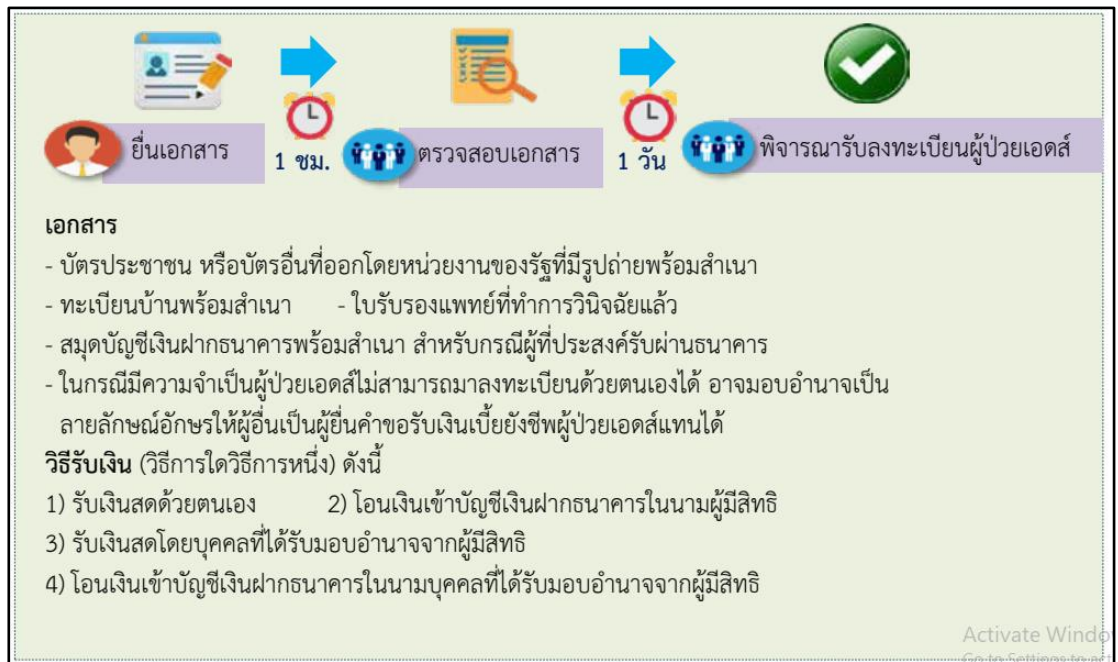 ยื่นเอกสาร
1 ชม.
ตรวจสอบเอกสาร
1 วัน
พิจารณารับลงทะเบียนผู้ป่วยเอดส์
เอกสาร
- บัตรประชาชน หรือบัตรอื่นที่ออกโดยหน่วยงานของรัฐที่มีรูปถ่ายพร้อมสำเนา
- ทะเบียนบ้านพร้อมสำเนา - ใบรับรองแพทย์ที่ทำการวินิจฉัยแล้ว
- สมุดบัญชีเงินฝากธนาคารพร้อมสำเนา สำหรับกรณีผู้ที่ประสงค์รับผ่านธนาคาร
- ในกรณีมีความจำเป็นผู้ป่วยเอดส์ไม่สามารถมาลงทะเบียนด้วยตนเองได้ อาจมอบอำนาจเป็น
ลายลักษณ์อักษรให้ผู้อื่นเป็นผู้ยื่นคำขอรับเงินเบี้ยยังชีพผู้ป่วยเอดส์แทนได้
วิธีรับเงิน (วิธีการใดวิธีการหนึ่ง) ดังนี้
1) รับเงินสดด้วยตนเอง 2) โอนเงินเข้าบัญชีเงินฝากธนาคารในนามผู้มีสิทธิ
3) รับเงินสดโดยบุคคลที่ได้รับมอบอำนาจจากผู้มีสิทธิ
4) โอนเงินเข้าบัญชีเงินฝากธนาคารในนามบุคคลที่ได้รับมอบอำนาจจากผู้มีสิทธิ
Activate Windo